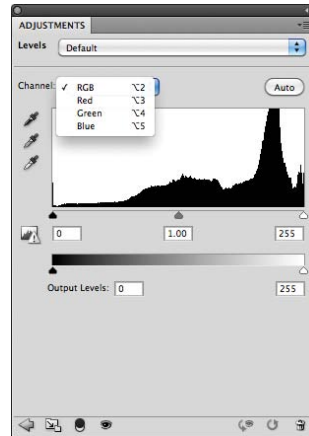 ADJUSTMENTS
Levels Default
Channel: ✓ RGB ⌥2 Auto
Red ⌥3
Green ⌥4
Blue ⌥5
0 1.00 255
Output Levels: 0 255